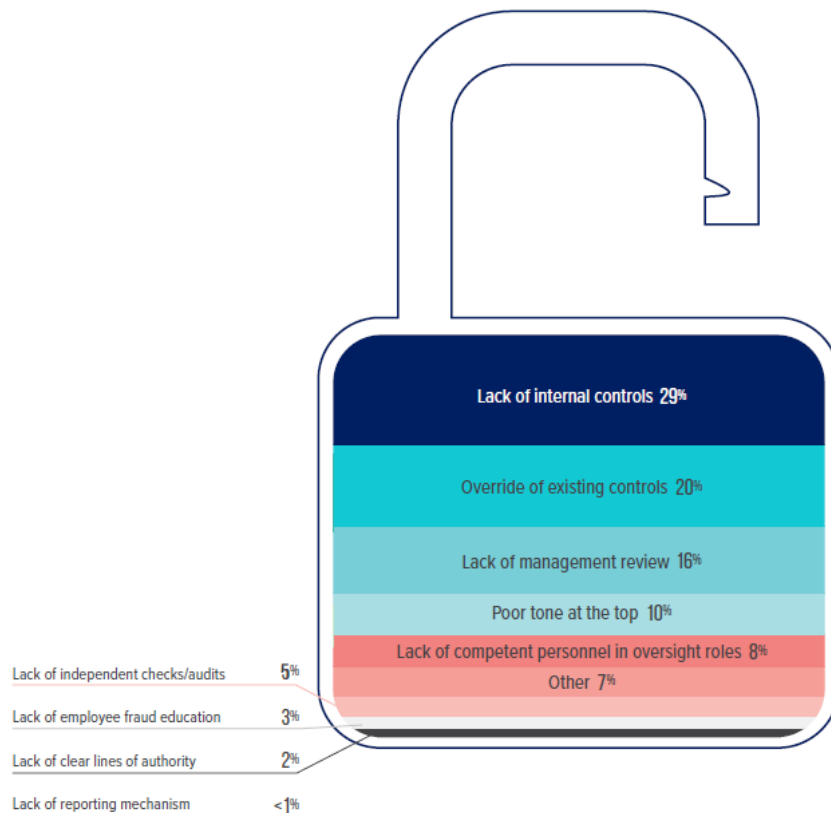 Lack of internal controls 29%
Override of existing controls 20%
Lack of management review 16%
Poor tone at the top 10%
Lack of competent personnel in oversight roles 8%
Other 7%
Lack of independent checks/audits 5%
Lack of employee fraud education 3%
Lack of clear lines of authority 2%
Lack of reporting mechanism <1%